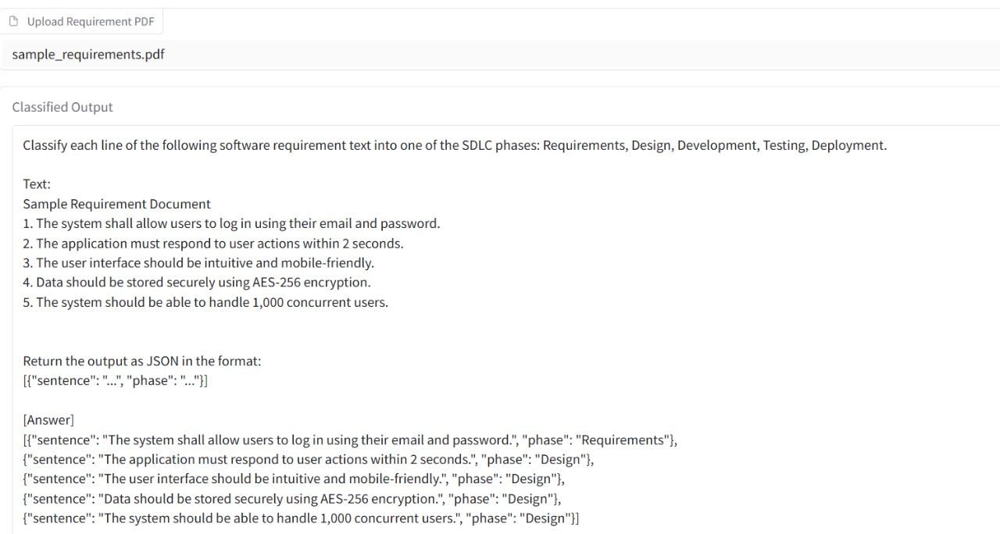 Upload Requirement PDF
sample_requirements.pdf
Classified Output
Classify each line of the following software requirement text into one of the SDLC phases: Requirements, Design, Development, Testing, Deployment.
Text:
Sample Requirement Document
1. The system shall allow users to log in using their email and password.
2. The application must respond to user actions within 2 seconds.
3. The user interface should be intuitive and mobile-friendly.
4. Data should be stored securely using AES-256 encryption.
5. The system should be able to handle 1,000 concurrent users.
Return the output as JSON in the format:
[{"sentence": "...", "phase": "..."}]
[Answer]
[{"sentence": "The system shall allow users to log in using their email and password.", "phase": "Requirements"},
{"sentence": "The application must respond to user actions within 2 seconds.", "phase": "Design"},
{"sentence": "The user interface should be intuitive and mobile-friendly.", "phase": "Design"},
{"sentence": "Data should be stored securely using AES-256 encryption.", "phase": "Design"},
{"sentence": "The system should be able to handle 1,000 concurrent users.", "phase": "Design"}]